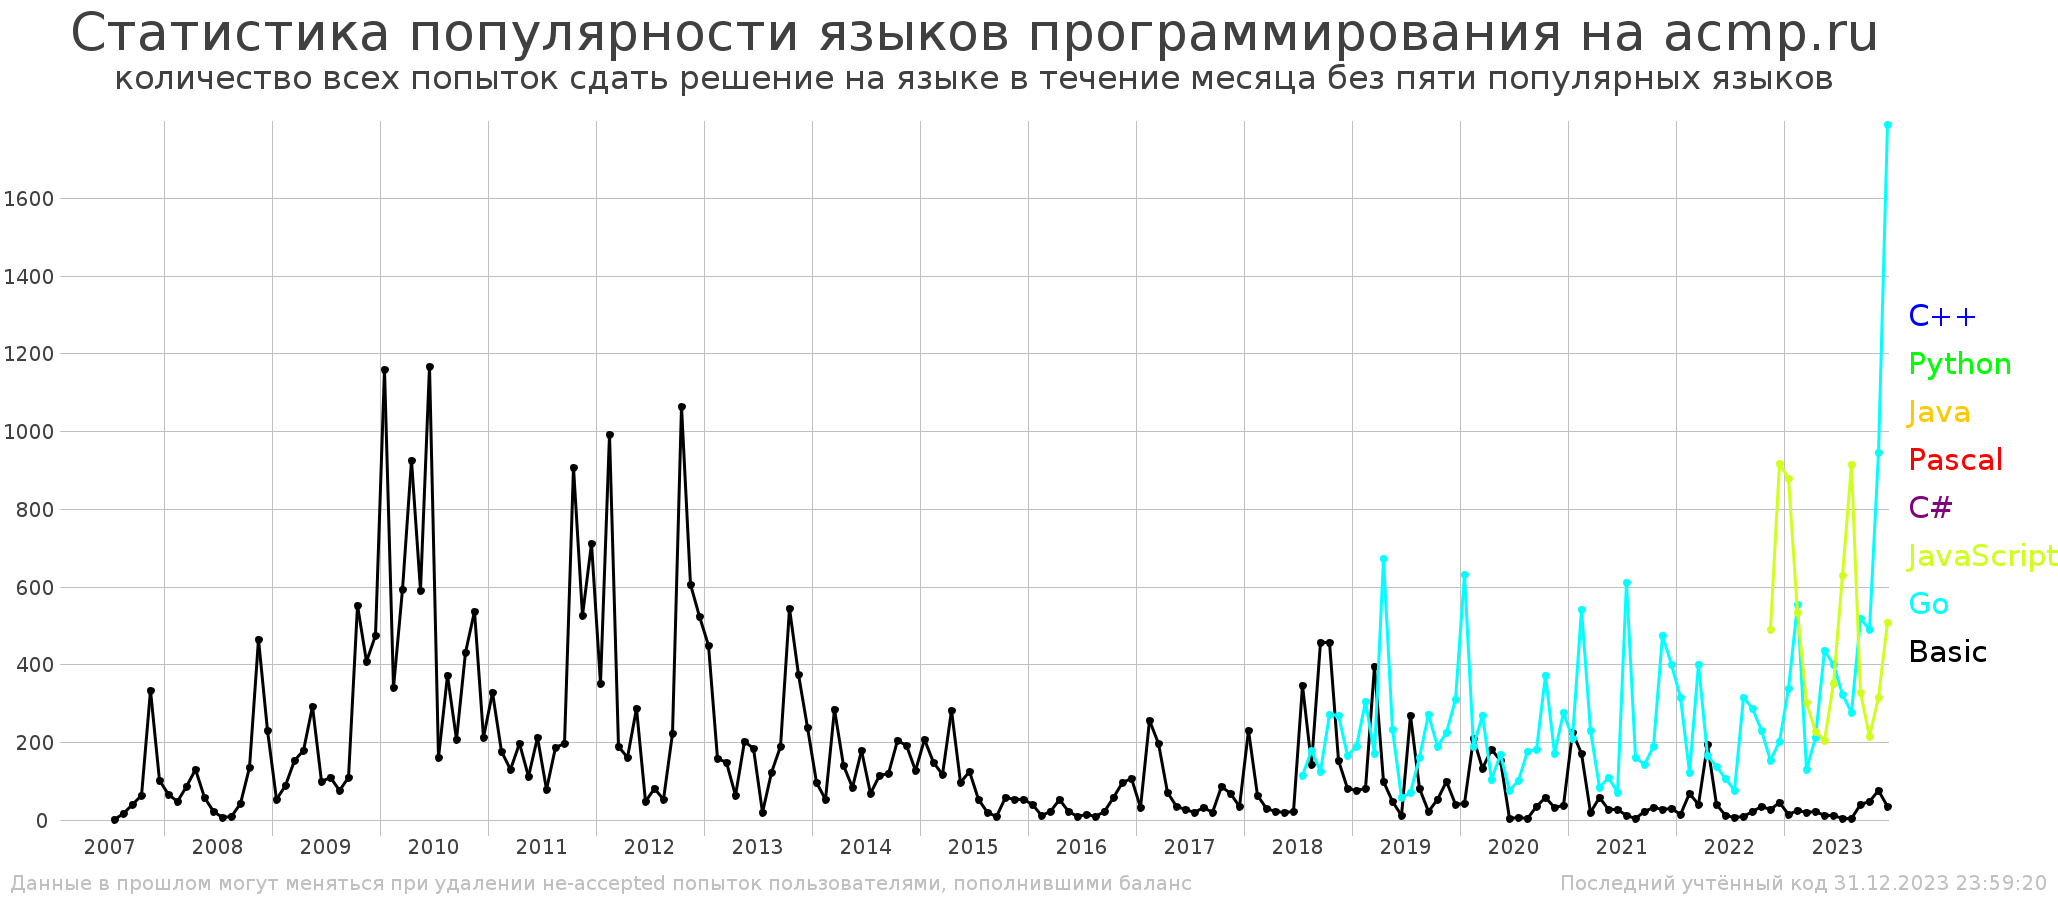 Статистика популярности языков программирования на acmp.ru
количество всех попыток сдать решение на языке в течение месяца без пяти популярных языков
1600
1400
1200
1000
800
600
400
200
0
C++
Python
Java
Pascal
C#
JavaScript
Go
Basic
2007 2008 2009 2010 2011 2012 2013 2014 2015 2016 2017 2018 2019 2020 2021 2022 2023
Данные в прошлом могут меняться при удалении не-accepted попыток пользователями, пополнившими баланс
Последний учтённый код 31.12.2023 23:59:20